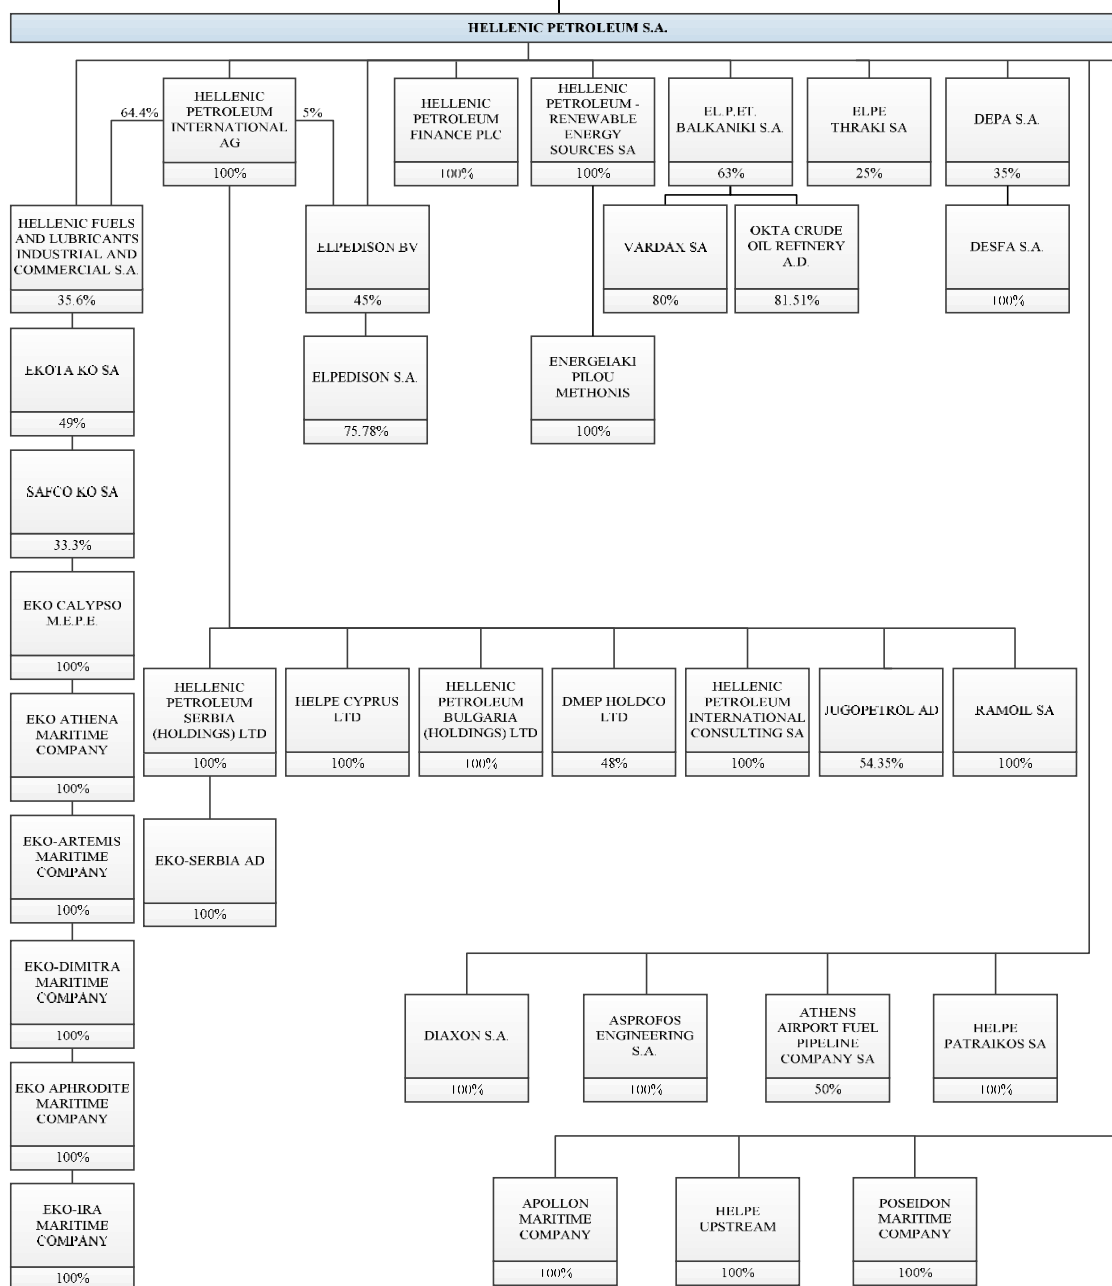 HELLENIC PETROLEUM S.A.
64.4%
HELLENIC
PETROLEUM
INTERNATIONAL
AG
100%
5%
HELLENIC
PETROLEUM
FINANCE PLC
100%
HELLENIC
PETROLEUM -
RENEWABLE
ENERGY
SOURCES SA
100%
EL.P.ET.
BALKANIKI S.A.
63%
ELPE
THRAKI SA
25%
DEPA S.A.
35%
HELLENIC FUELS
AND LUBRICANTS
INDUSTRIAL AND
COMMERCIAL S.A.
35.6%
ELPEDISON BV
45%
VARDAX SA
80%
OKTA CRUDE
OIL REFINERY
A.D.
81.51%
DESFA S.A.
100%
EKOTA KO SA
49%
ELPEDISON S.A.
75.78%
ENERGEIAKI
PILOU
METHONIS
100%
SAFCO KO SA
33.3%
EKO CALYPSO
M.E.P.E.
100%
EKO ATHENA
MARITIME
COMPANY
100%
HELLENIC
PETROLEUM
SERBIA
(HOLDINGS) LTD
100%
HELPE CYPRUS
LTD
100%
HELLENIC
PETROLEUM
BULGARIA
(HOLDINGS) LTD
100%
DMEP HOLDCO
LTD
48%
HELLENIC
PETROLEUM
INTERNATIONAL
CONSULTING SA
100%
JUGOPETROL AD
54.35%
RAMOIL SA
100%
EKO-ARTEMIS
MARITIME
COMPANY
100%
EKO-SERBIA AD
100%
EKO-DIMITRA
MARITIME
COMPANY
100%
DIAXON S.A.
100%
ASPROFOS
ENGINEERING
S.A.
100%
ATHENS
AIRPORT FUEL
PIPELINE
COMPANY SA
50%
HELPE
PATRAIKOS SA
100%
EKO APHRODITE
MARITIME
COMPANY
100%
EKO-IRA
MARITIME
COMPANY
100%
APOLLON
MARITIME
COMPANY
100%
HELPE
UPSTREAM
100%
POSEIDON
MARITIME
COMPANY
100%